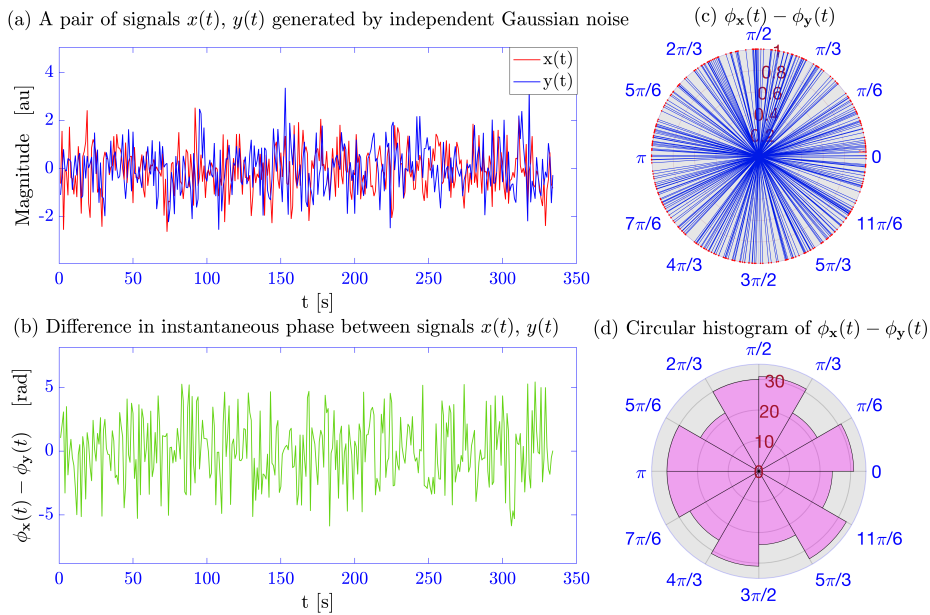 (a) A pair of signals x(t), y(t) generated by independent Gaussian noise
Magnitude [au]
4
2
0
-2
0 50 100 150 200 250 300 350
t [s]
x(t)
y(t)
(c) ϕx(t) − ϕy(t)
π/2
2π/3 π/3
5π/6 π/6
π 0
7π/6 11π/6
4π/3 5π/3
3π/2
1
0.8
0.6
0.4
0.2
(b) Difference in instantaneous phase between signals x(t), y(t)
ϕx(t) − ϕy(t) [rad]
5
0
-5
0 50 100 150 200 250 300 350
t [s]
(d) Circular histogram of ϕx(t) − ϕy(t)
π/2
2π/3 π/3
5π/6 π/6
π 0
7π/6 11π/6
4π/3 5π/3
3π/2
30
20
10
0